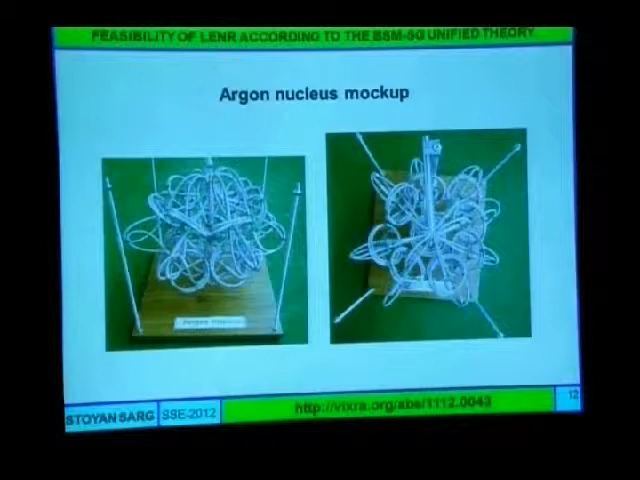 FEASIBILITY OF LENR ACCORDING TO THE BSM-SG UNIFIED THEORY.
Argon nucleus mockup
STOYAN SARG SSE-2012 http://vixra.org/abs/1112.0043 12